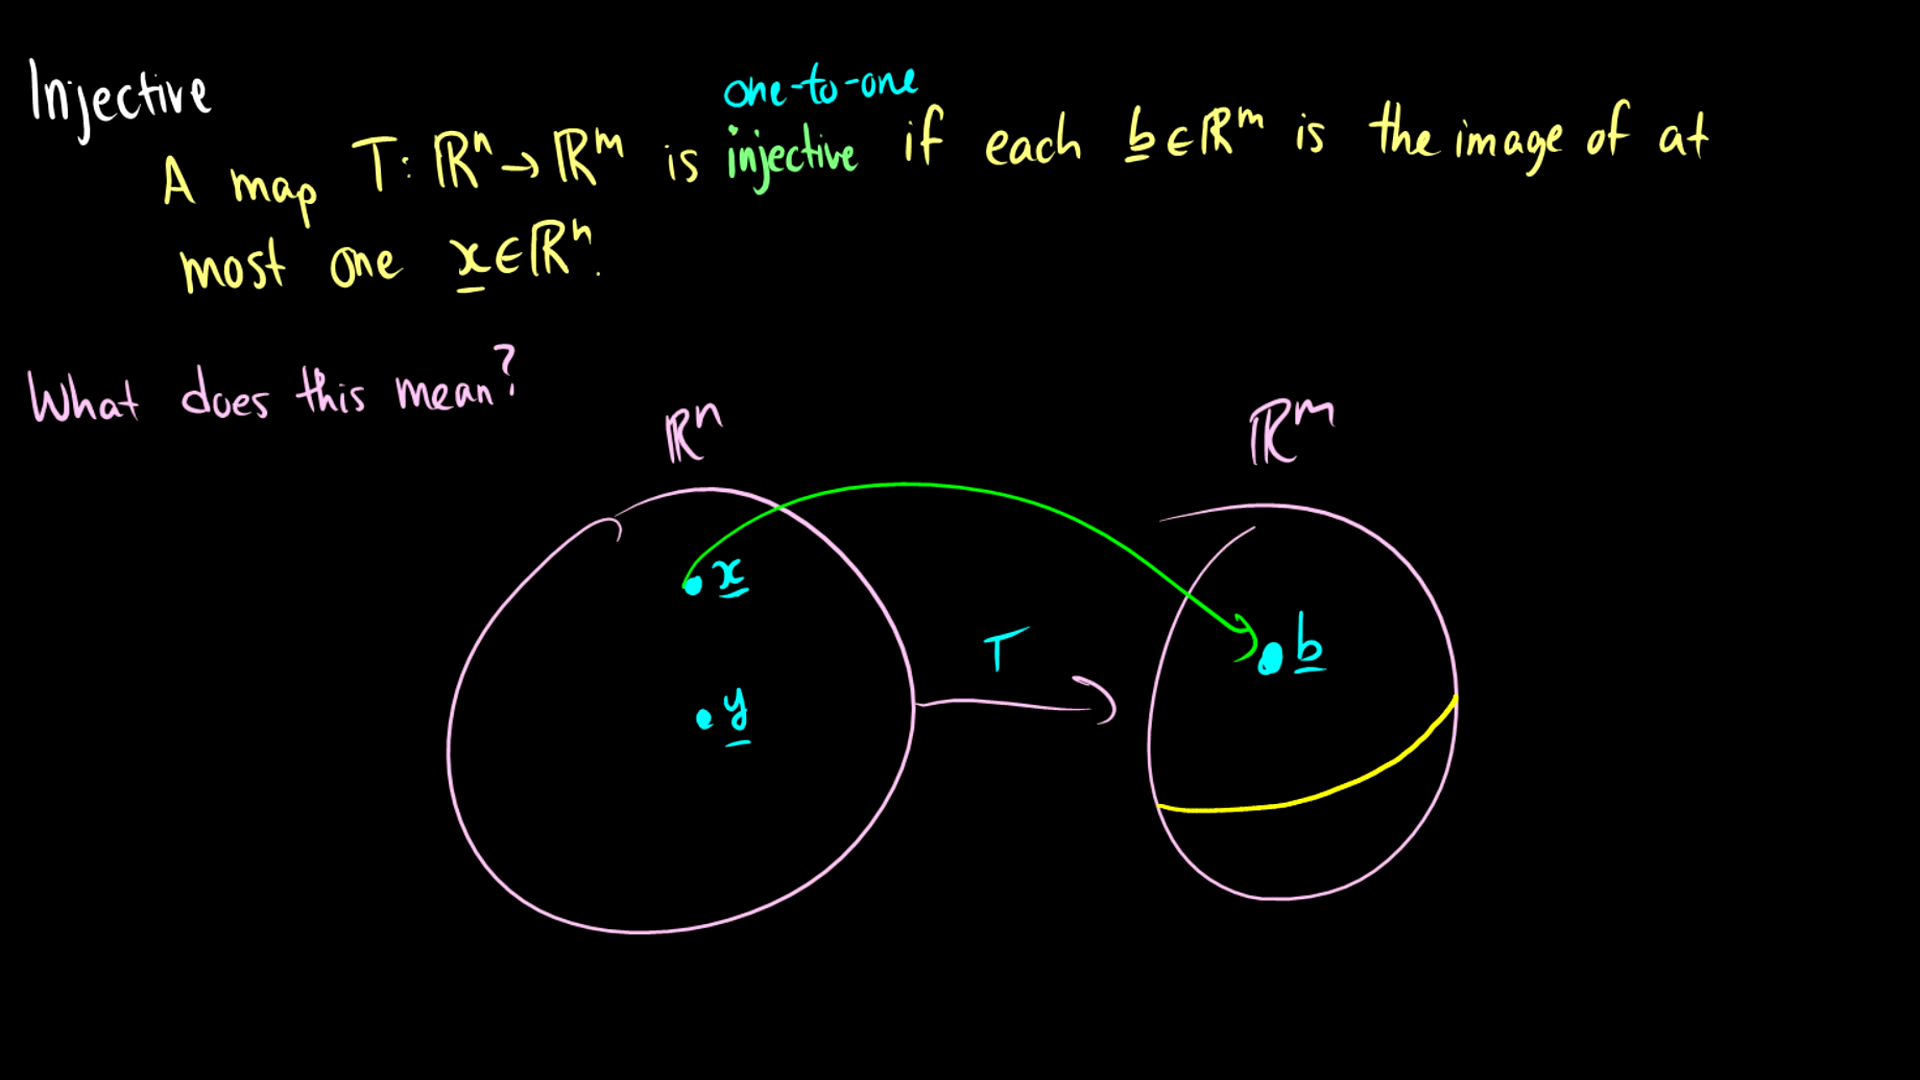 Injective
one-to-one
A map T: ℝⁿ → ℝᵐ is injective if each b ∈ ℝᵐ is the image of at
most one x ∈ ℝⁿ.
What does this mean?
ℝⁿ ℝᵐ
x
T b
y